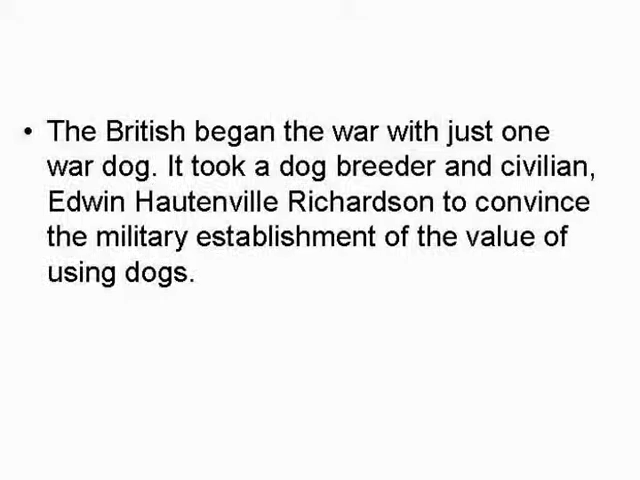 • The British began the war with just one
war dog. It took a dog breeder and civilian,
Edwin Hautenville Richardson to convince
the military establishment of the value of
using dogs.